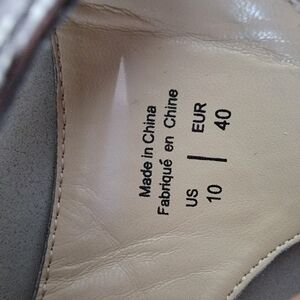 Made in China
Fabriqué en Chine
US | EUR
10 | 40